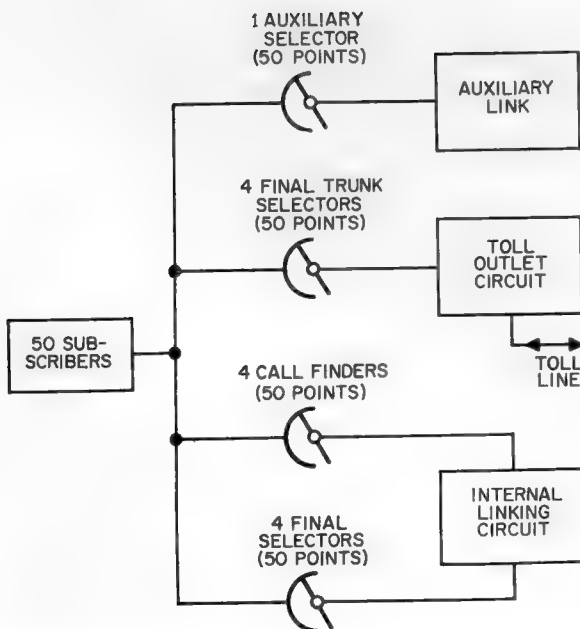 1 AUXILIARY
SELECTOR
(50 POINTS)
AUXILIARY
LINK
4 FINAL TRUNK
SELECTORS
(50 POINTS)
TOLL
OUTLET
CIRCUIT
TOLL
LINE
50 SUB-
SCRIBERS
4 CALL FINDERS
(50 POINTS)
INTERNAL
LINKING
CIRCUIT
4 FINAL
SELECTORS
(50 POINTS)